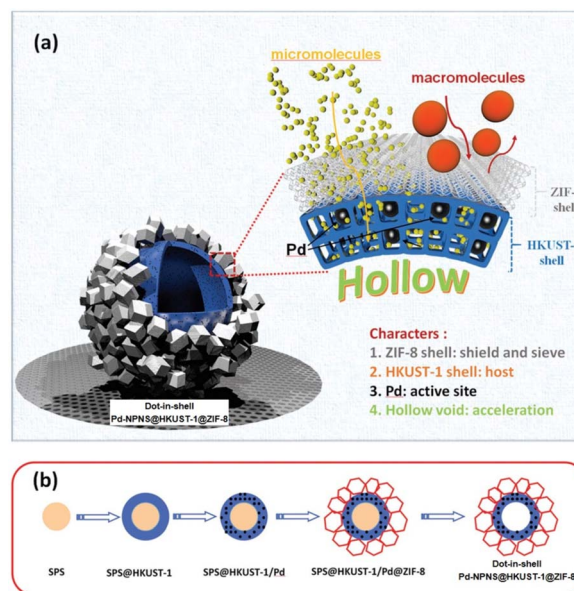 (a)
micromolecules
macromolecules
ZIF-
shel
Pd
HKUST-
shell
Hollow
Dot-in-shell
Pd-NPNS@HKUST-1@ZIF-8
Characters :
1. ZIF-8 shell: shield and sieve
2. HKUST-1 shell: host
3. Pd: active site
4. Hollow void: acceleration
(b)
SPS
SPS@HKUST-1
SPS@HKUST-1/Pd
SPS@HKUST-1/Pd@ZIF-8
Dot-in-shell
Pd-NPNS@HKUST-1@ZIF-8